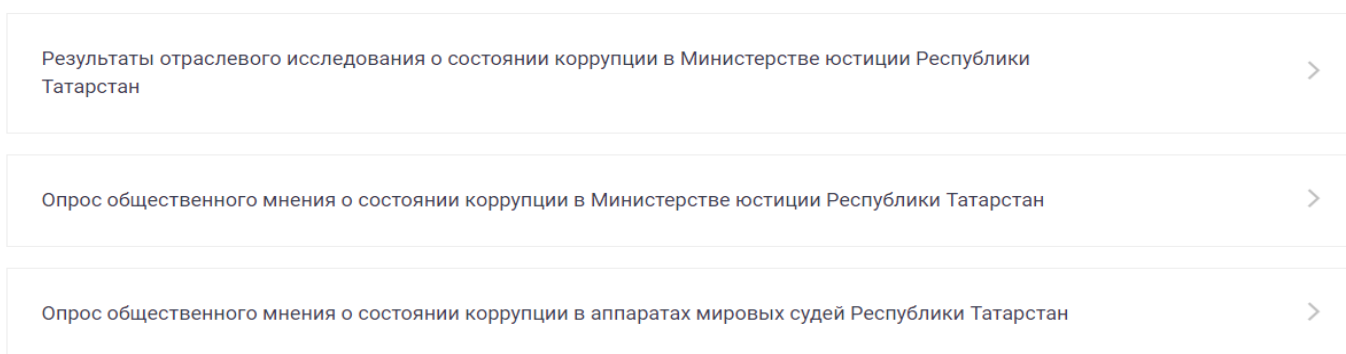 Результаты отраслевого исследования о состоянии коррупции в Министерстве юстиции Республики
Татарстан
Опрос общественного мнения о состоянии коррупции в Министерстве юстиции Республики Татарстан
Опрос общественного мнения о состоянии коррупции в аппаратах мировых судей Республики Татарстан